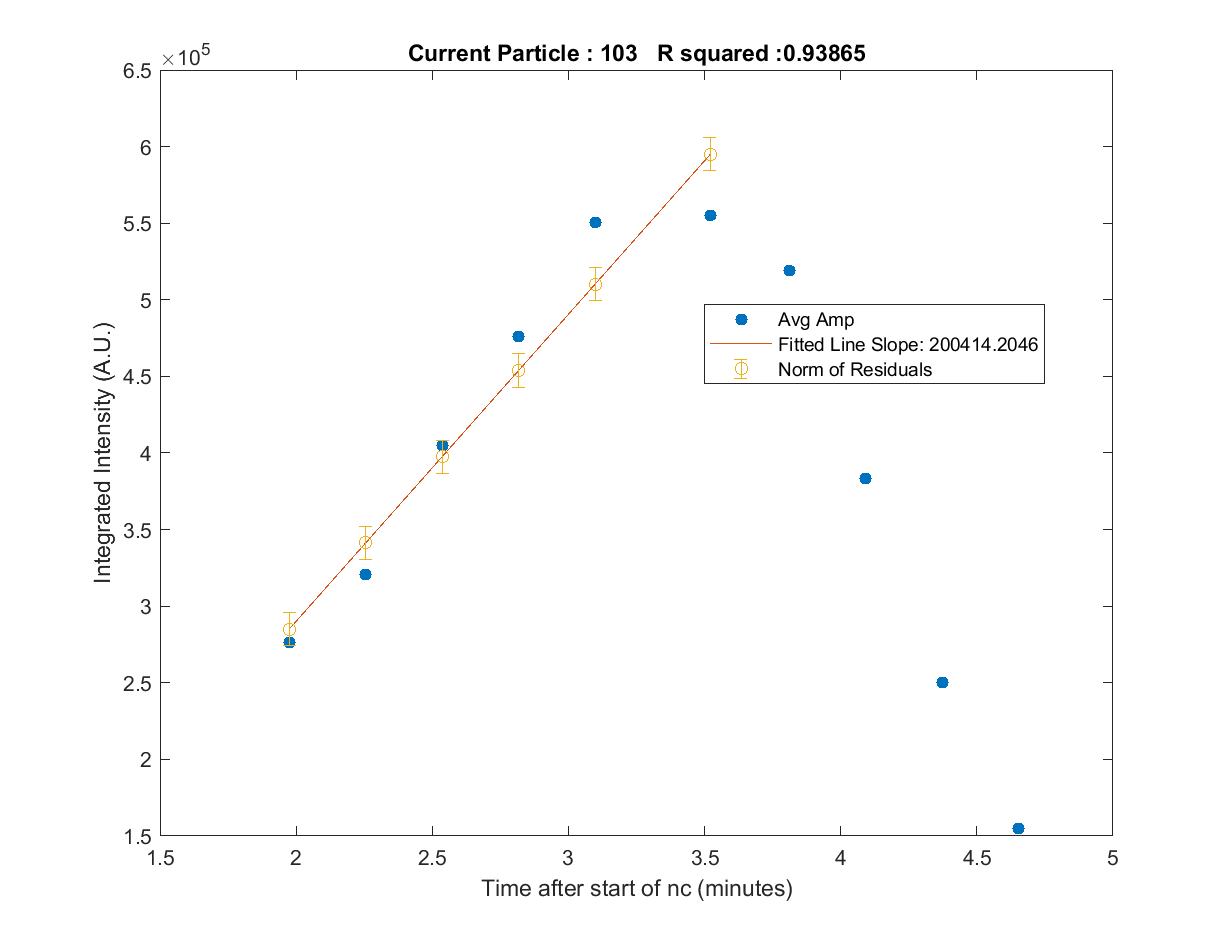 Current Particle : 103 R squared :0.93865
×10^5
6.5
6
5.5
5
4.5
4
3.5
3
2.5
2
1.5
Integrated Intensity (A.U.)
Avg Amp
Fitted Line Slope: 200414.2046
Norm of Residuals
1.5 2 2.5 3 3.5 4 4.5 5
Time after start of nc (minutes)